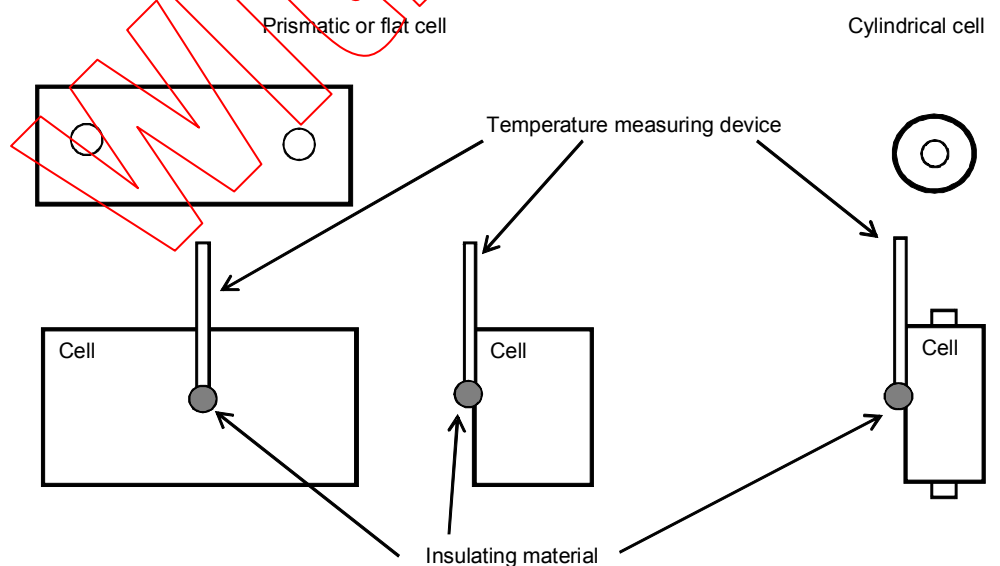 Prismatic or flat cell
Cylindrical cell
Temperature measuring device
Cell
Cell
Cell
Insulating material